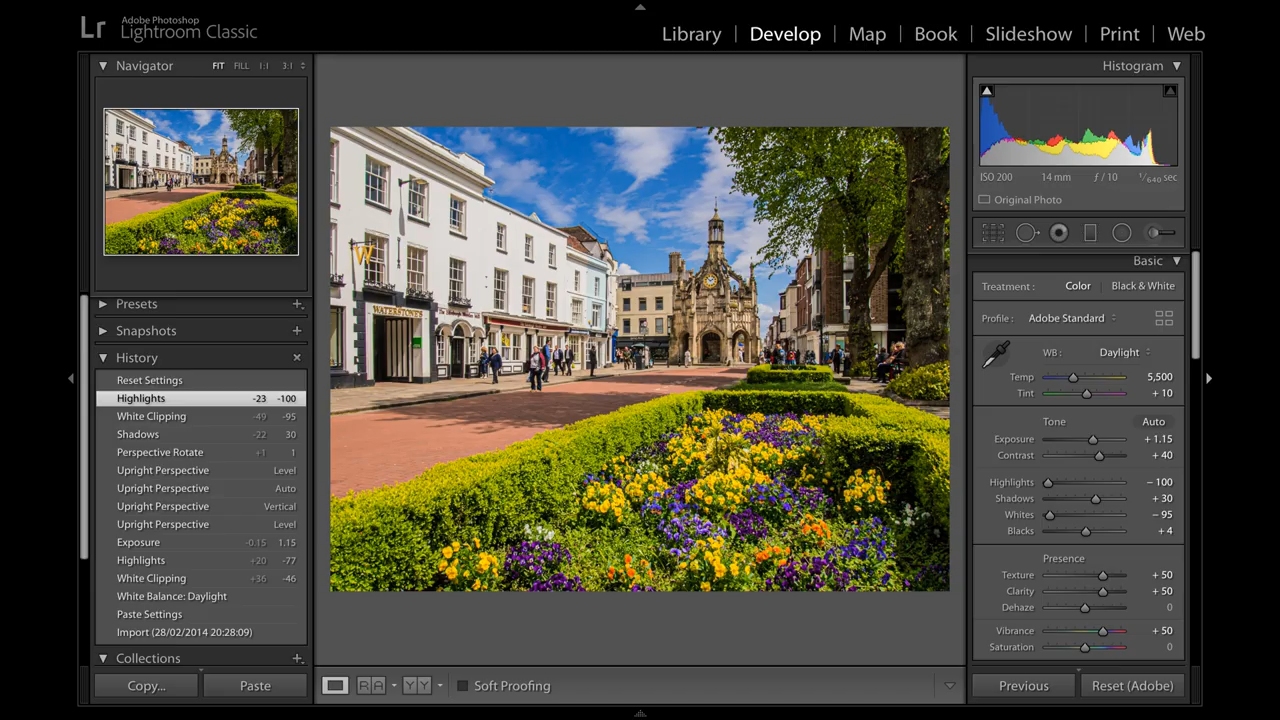 Lr Adobe Photoshop
Lightroom Classic
Library | Develop | Map | Book | Slideshow | Print | Web
Navigator FIT FILL 1:1 3:1
Presets
Snapshots
History
Reset Settings
Highlights -23 -100
White Clipping -49 -95
Shadows -22 30
Perspective Rotate +1 1
Upright Perspective Level
Upright Perspective Auto
Upright Perspective Vertical
Upright Perspective Level
Exposure -0.15 1.15
Highlights +20 -77
White Clipping +36 -46
White Balance: Daylight
Paste Settings
Import (28/02/2014 20:28:09)
Collections
Copy... Paste
W
WATERSTONE'S
RA YY Soft Proofing
Histogram
ISO 200 14 mm ƒ / 10 1/640 sec
Original Photo
Basic
Treatment: Color Black & White
Profile: Adobe Standard
WB: Daylight
Temp 5,500
Tint + 10
Tone Auto
Exposure + 1.15
Contrast + 40
Highlights − 100
Shadows + 30
Whites − 95
Blacks + 4
Presence
Texture + 50
Clarity + 50
Dehaze 0
Vibrance + 50
Saturation 0
Previous Reset (Adobe)